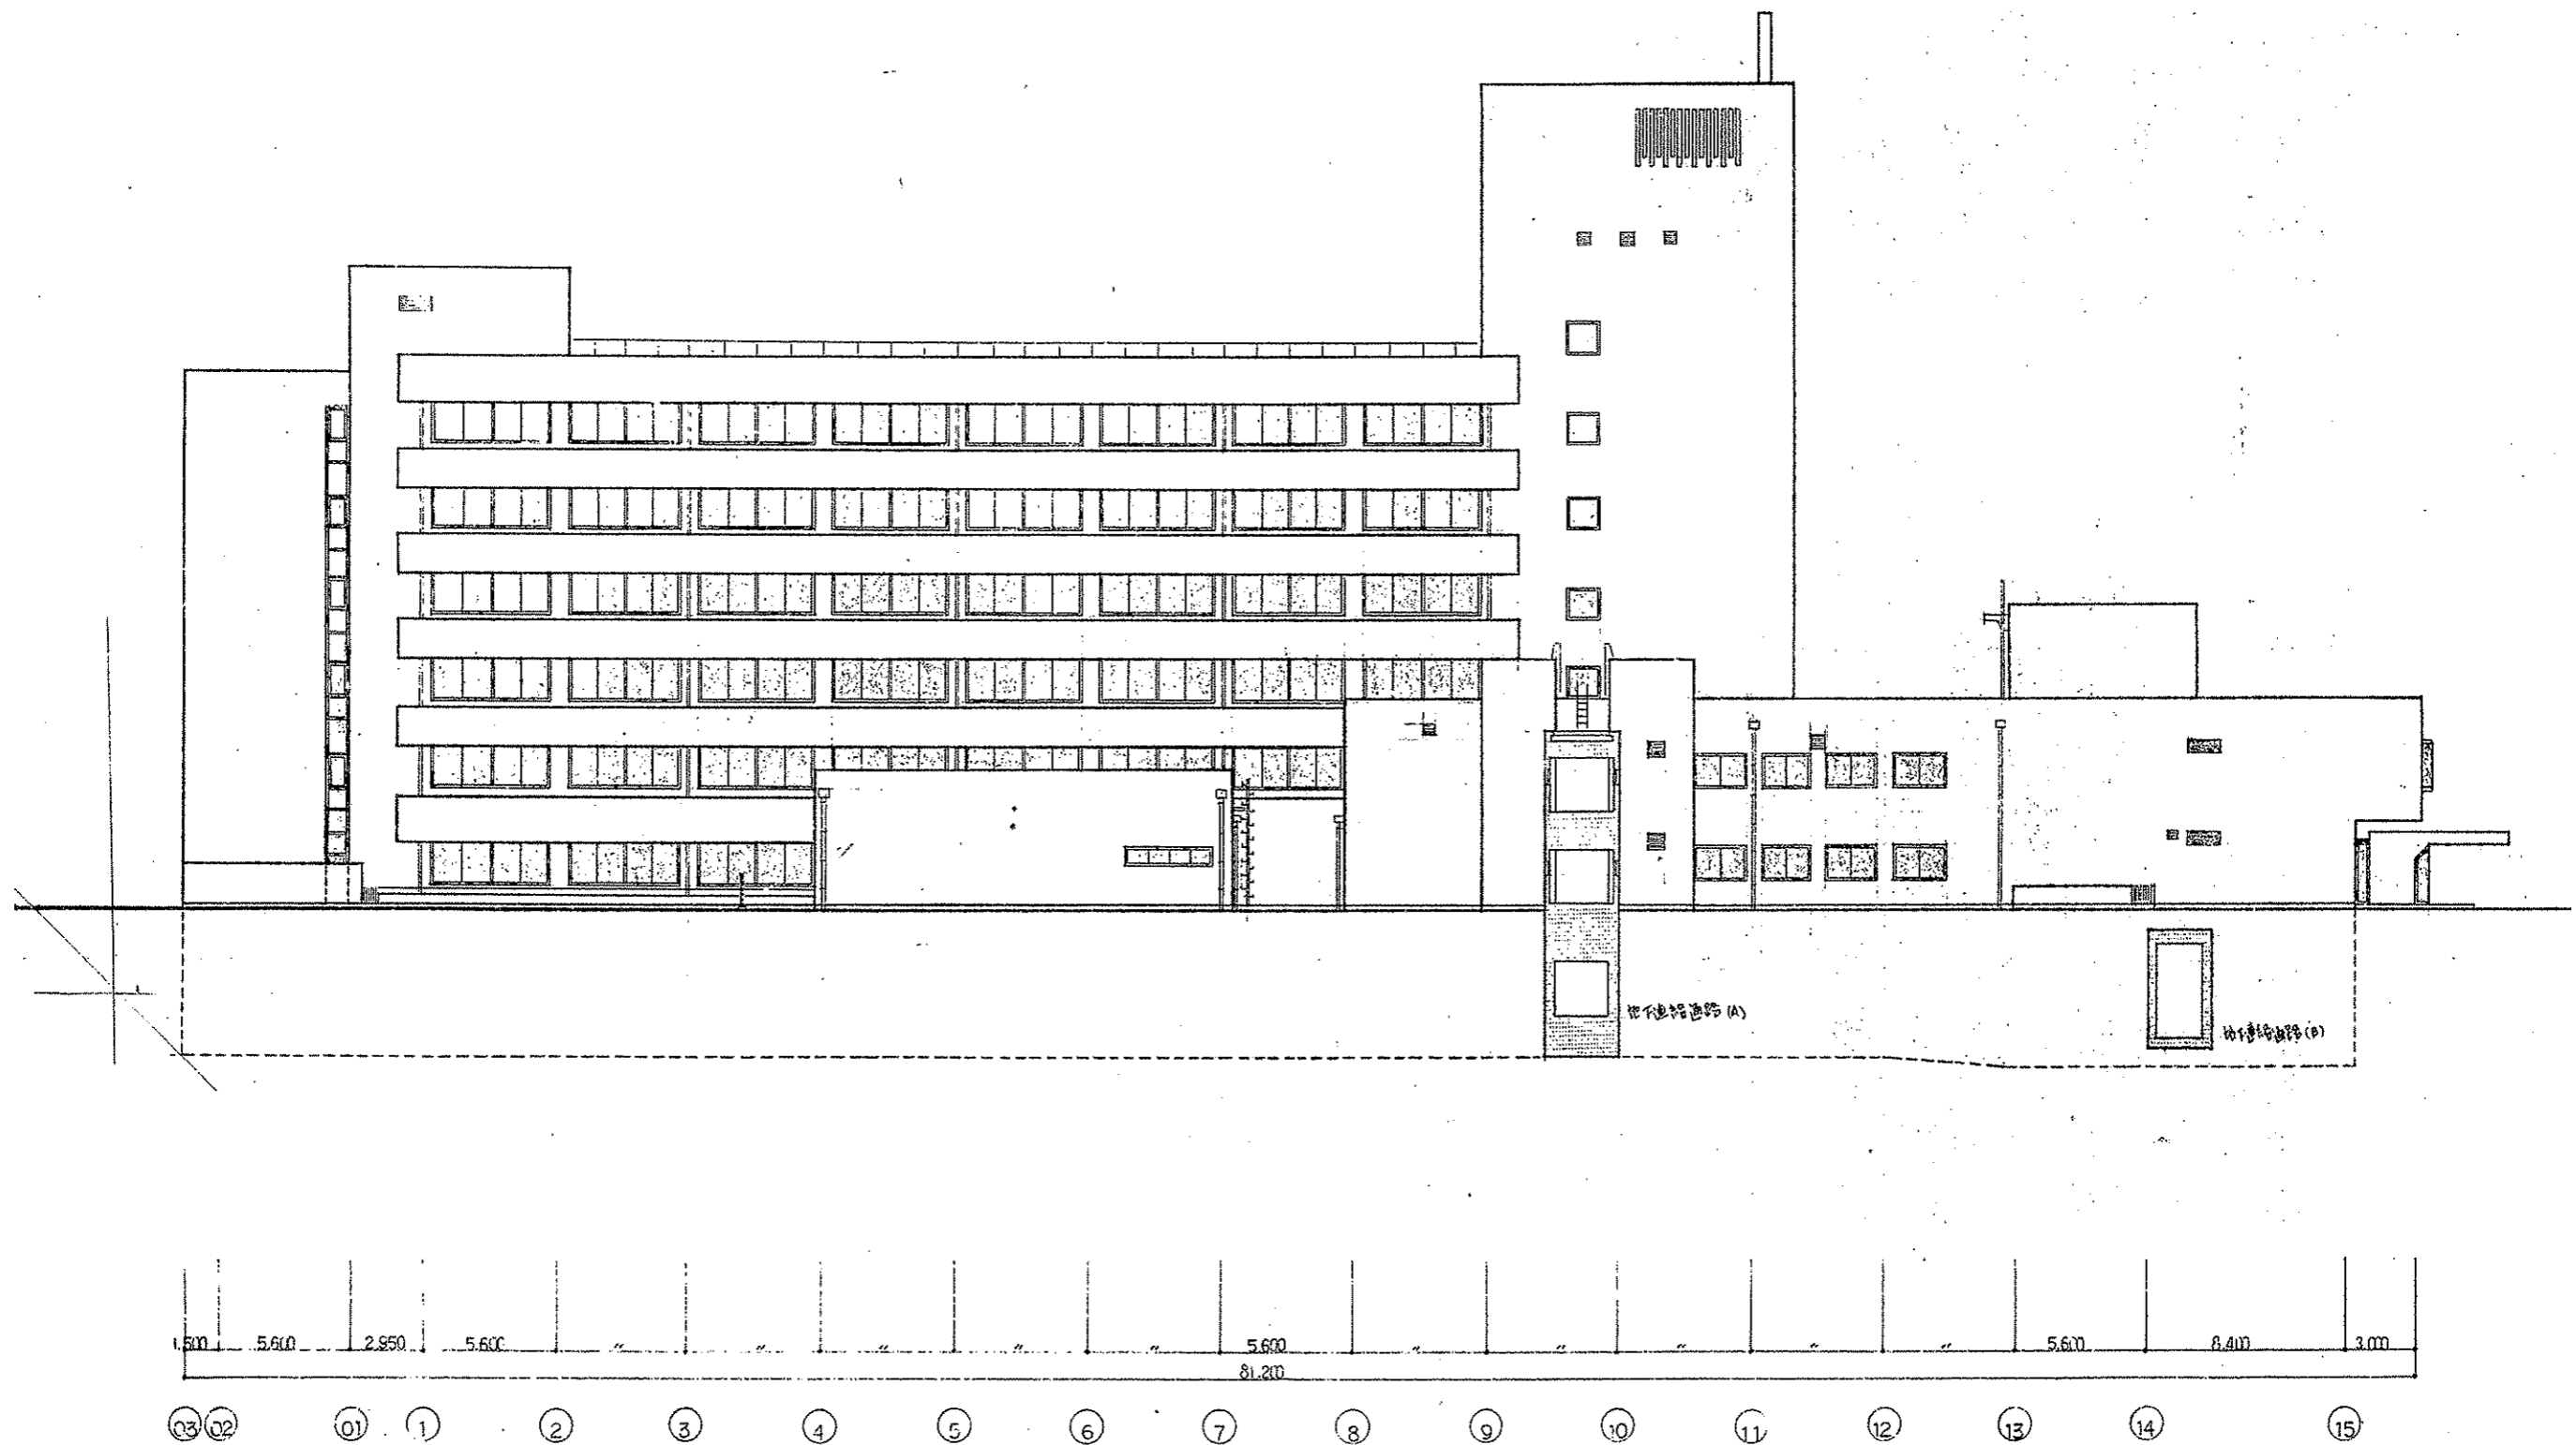 地下連絡通路(A)
地下連絡通路(B)
1,500 5,600 2,950 5,600 〃 〃 〃 〃 〃 5,600 〃 〃 〃 〃 〃 5,600 8,400 3,000
81,200
03 02 01 1 2 3 4 5 6 7 8 9 10 11 12 13 14 15